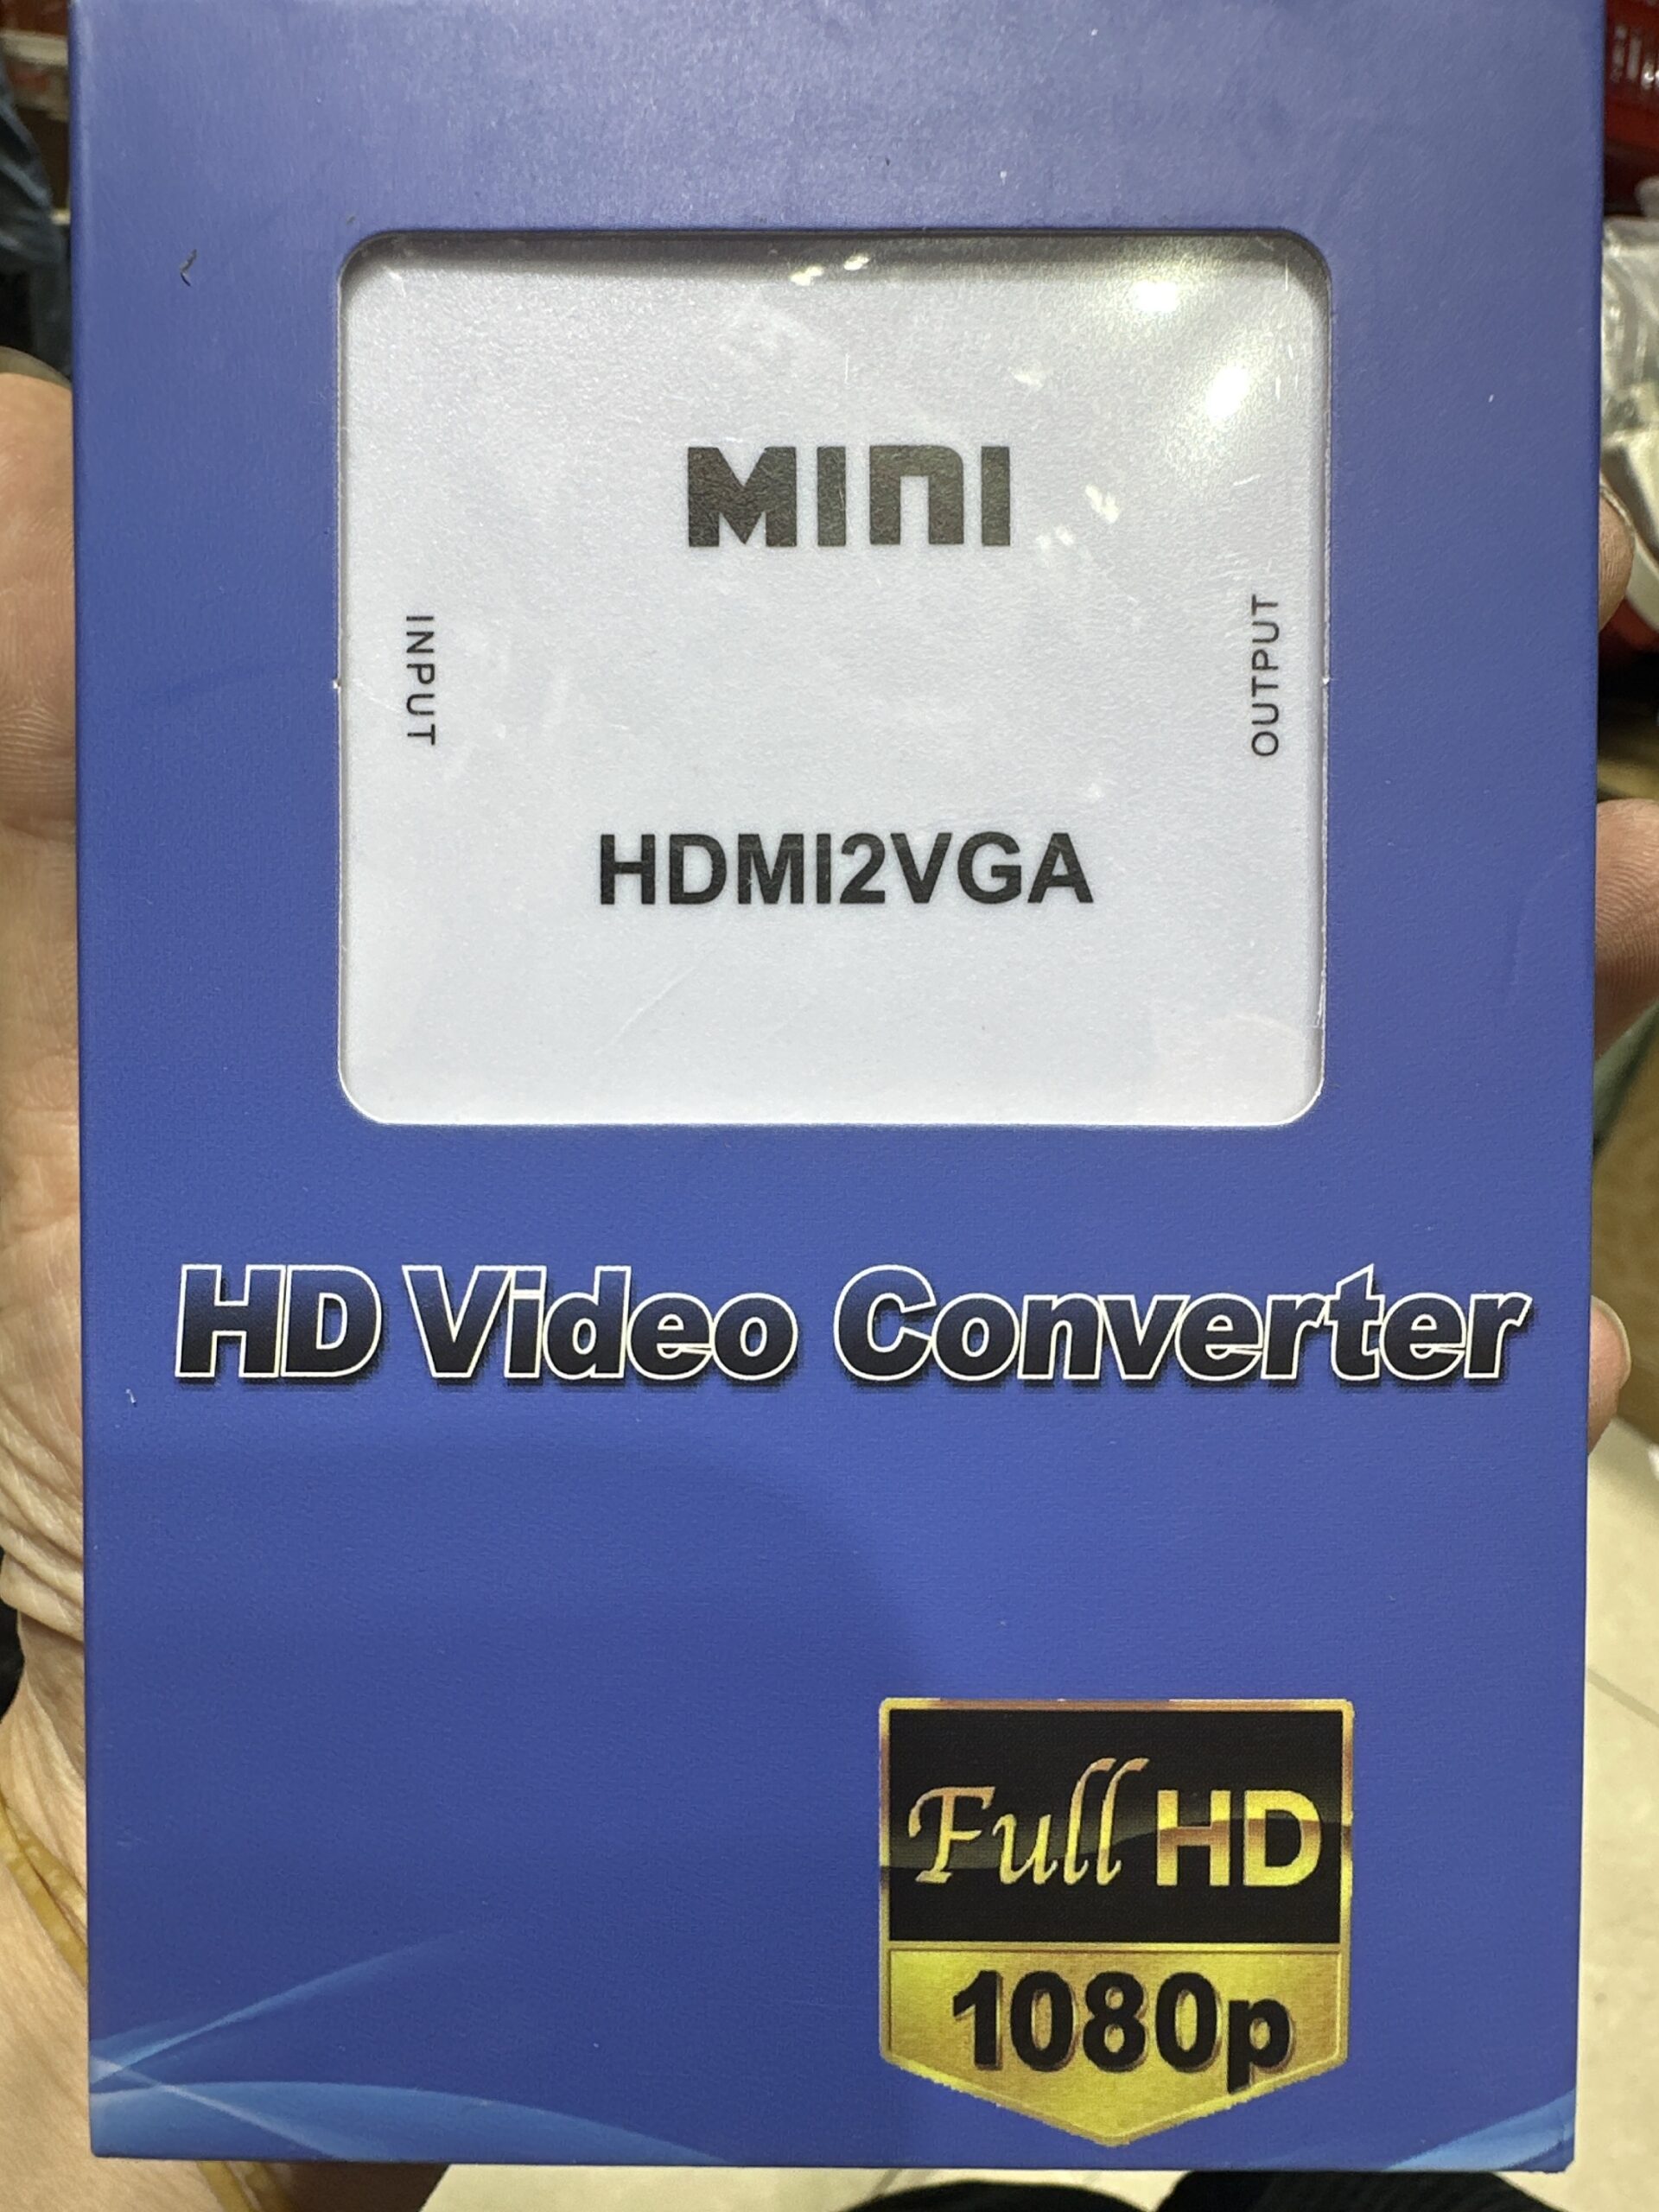 MINI
INPUT
OUTPUT
HDMI2VGA
HD Video Converter
Full HD
1080p